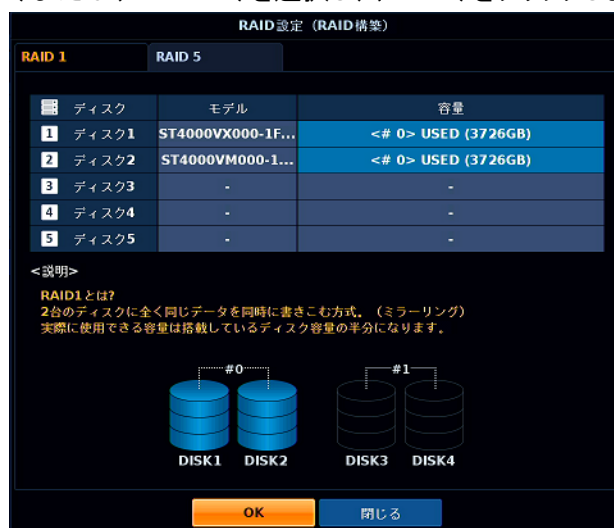 RAID設定（RAID構築）
RAID 1 RAID 5
ディスク モデル 容量
1 ディスク1 ST4000VX000-1F... <# 0> USED (3726GB)
2 ディスク2 ST4000VM000-1... <# 0> USED (3726GB)
3 ディスク3 - -
4 ディスク4 - -
5 ディスク5 - -
<説明>
RAID1とは?
2台のディスクに全く同じデータを同時に書きこむ方式。（ミラーリング）
実際に使用できる容量は搭載しているディスク容量の半分になります。
#0 #1
DISK1 DISK2 DISK3 DISK4
OK 閉じる